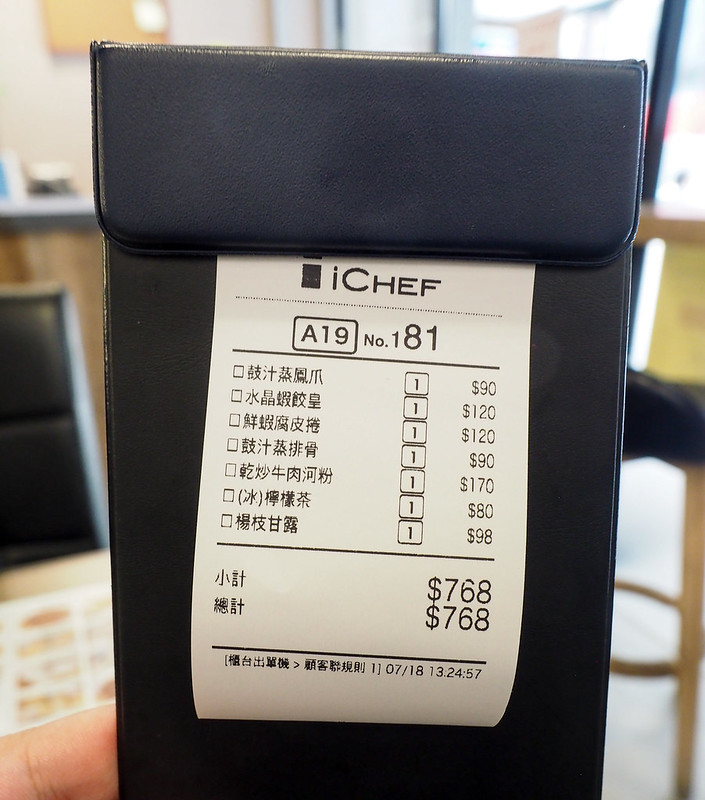 iCHEF
A19 No.181
□鼓汁蒸鳳爪 1 $90
□水晶蝦餃皇 1 $120
□鮮蝦腐皮捲 1 $120
□鼓汁蒸排骨 1 $90
□乾炒牛肉河粉 1 $170
□(冰)檸檬茶 1 $80
□楊枝甘露 1 $98
小計 $768
總計 $768
[櫃台出單機 > 顧客聯規則 1] 07/18 13:24:57